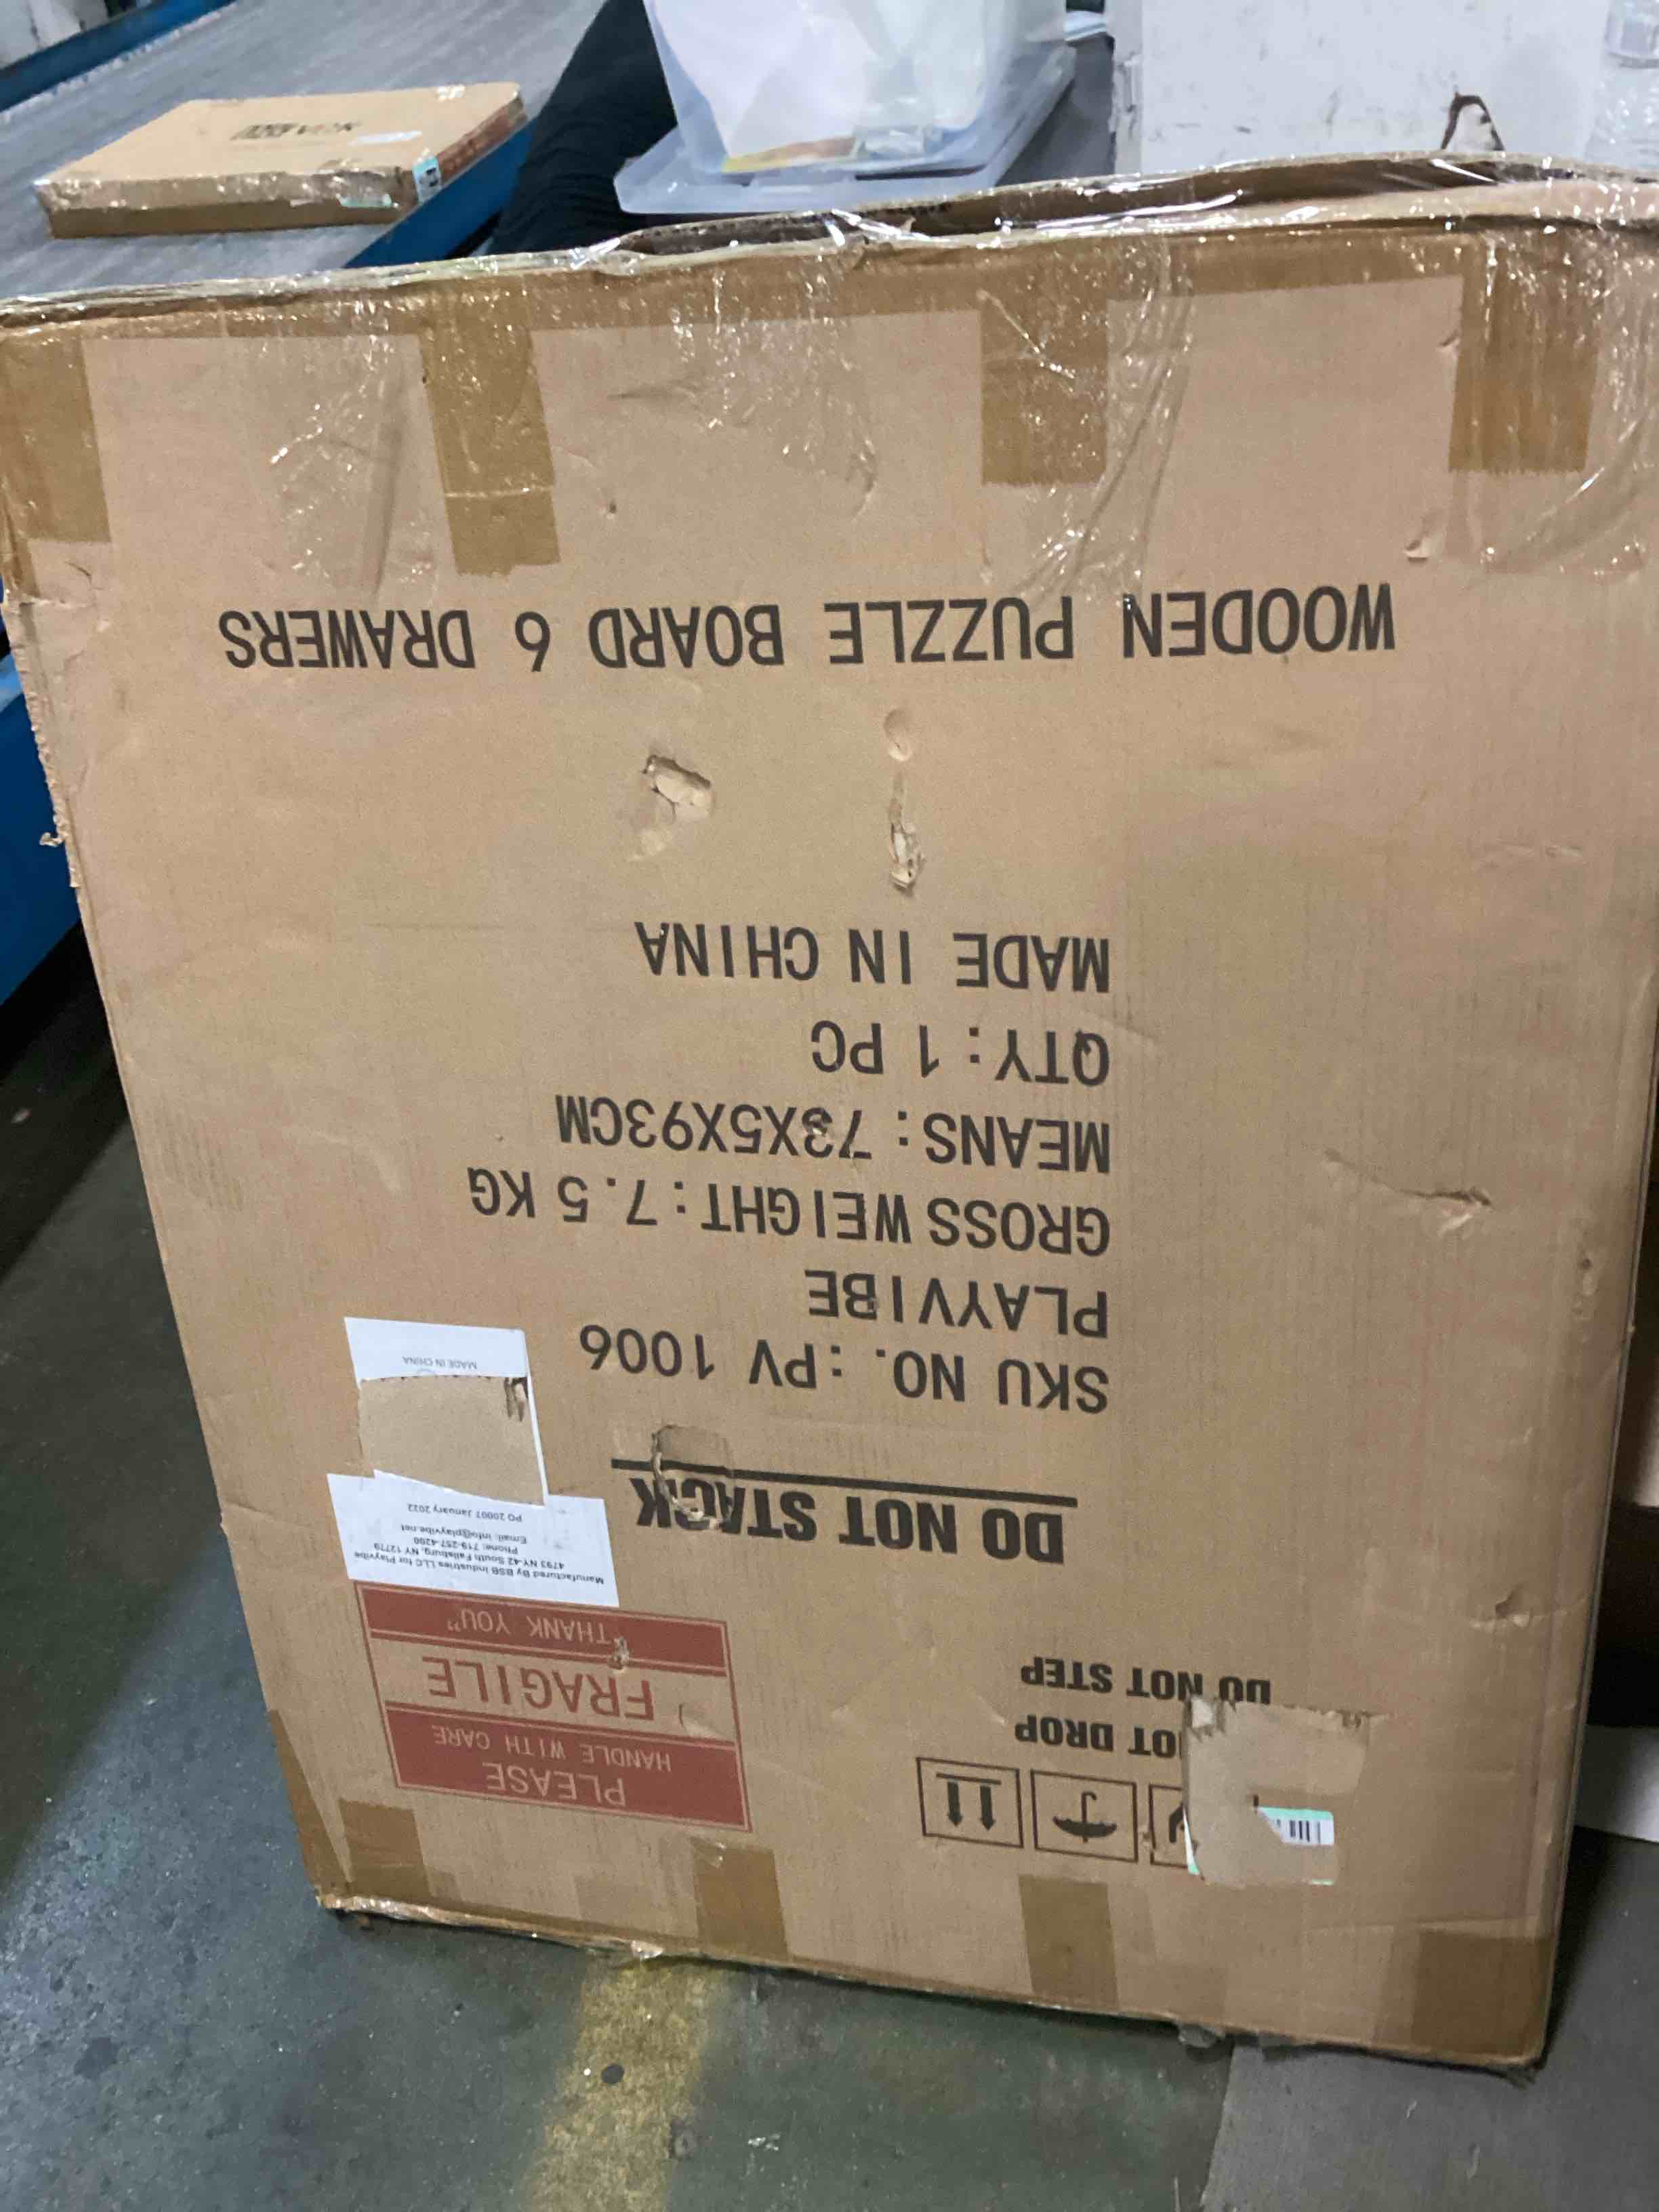 WOODEN PUZZLE BOARD 6 DRAWERS
MADE IN CHINA
QTY: 1 PC
MEANS: 73X5X93CM
GROSS WEIGHT: 7.5 KG
PLAYVIBE
SKU NO.: PV 1006
DO NOT STACK
DO NOT STEP
OT DROP
PLEASE
HANDLE WITH CARE
FRAGILE
"THANK YOU"
Manufactured By BSB Industries LLC for Playvibe
4793 NY-42 South Fallsburg, NY 12779
Phone: 719-257-4200
Email: info@playvibe.net
PO 20007 January 2022
MADE IN CHINA